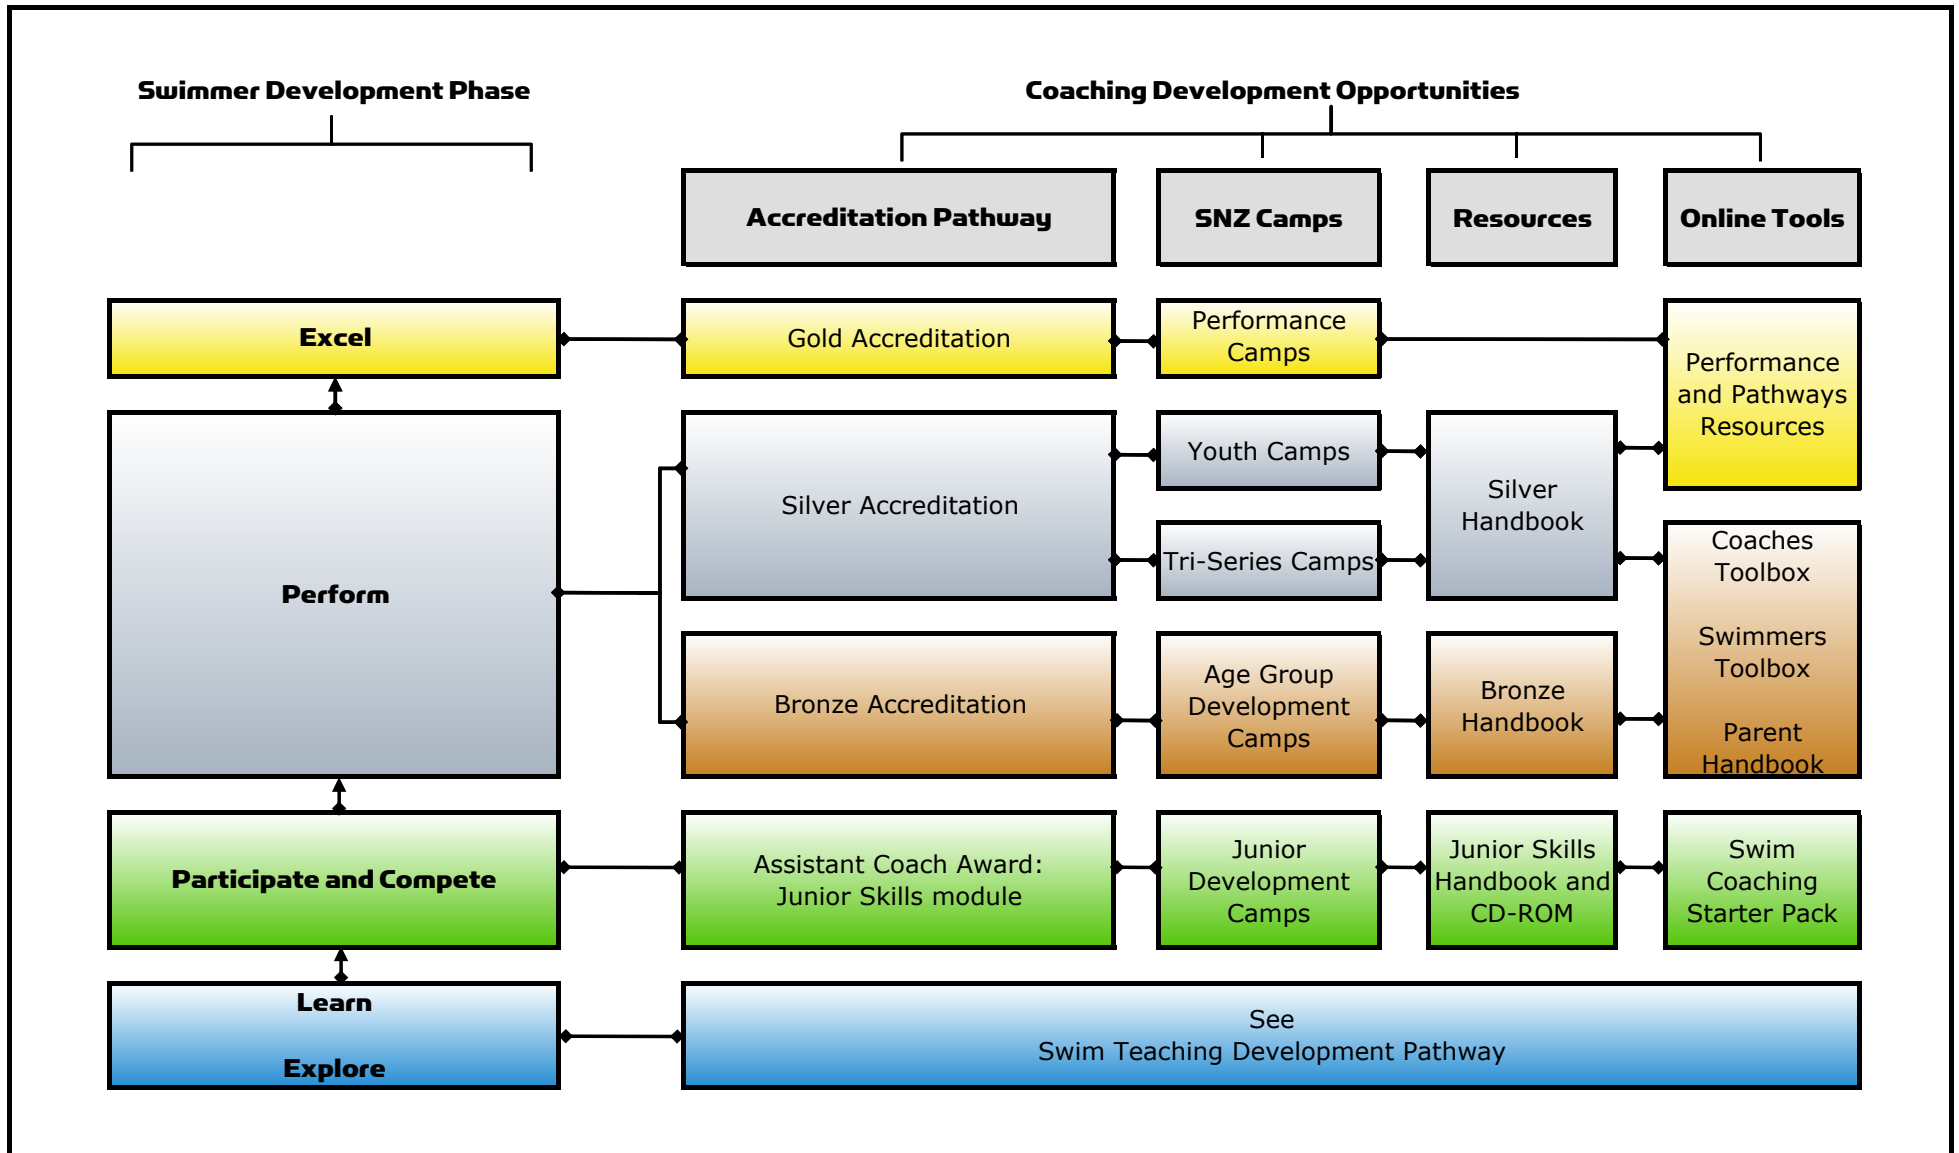 Swimmer Development Phase
Coaching Development Opportunities
Accreditation Pathway
SNZ Camps
Resources
Online Tools
Excel
Gold Accreditation
Performance
Camps
Performance
and Pathways
Resources
Perform
Silver Accreditation
Youth Camps
Tri-Series Camps
Silver
Handbook
Coaches
Toolbox
Swimmers
Toolbox
Parent
Handbook
Bronze Accreditation
Age Group
Development
Camps
Bronze
Handbook
Participate and Compete
Assistant Coach Award:
Junior Skills module
Junior
Development
Camps
Junior Skills
Handbook and
CD-ROM
Swim
Coaching
Starter Pack
Learn
Explore
See
Swim Teaching Development Pathway